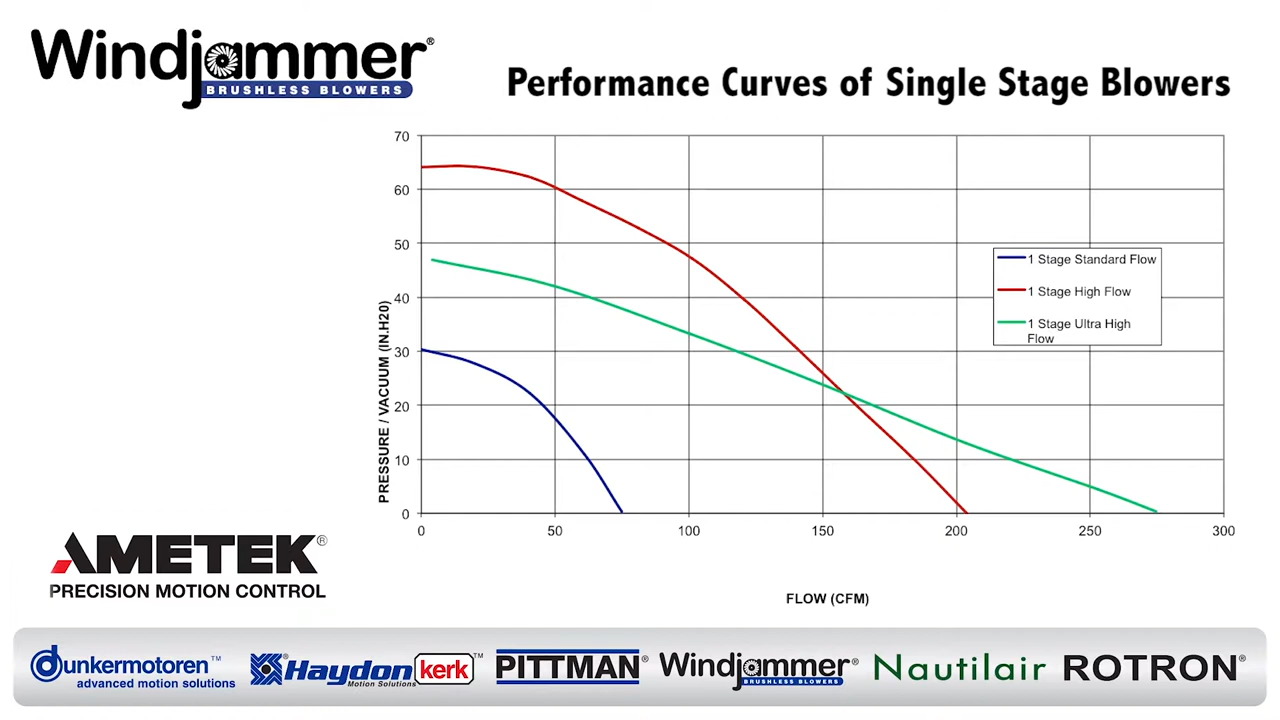 Windjammer®
BRUSHLESS BLOWERS
Performance Curves of Single Stage Blowers
70
60
50
40
30
20
10
0
PRESSURE / VACUUM (IN.H20)
1 Stage Standard Flow
1 Stage High Flow
1 Stage Ultra High
Flow
0 50 100 150 200 250 300
FLOW (CFM)
AMETEK®
PRECISION MOTION CONTROL
dunkermotoren™
advanced motion solutions
Haydon kerk™
Motion Solutions
PITTMAN®
Windjammer®
BRUSHLESS BLOWERS
Nautilair
ROTRON®